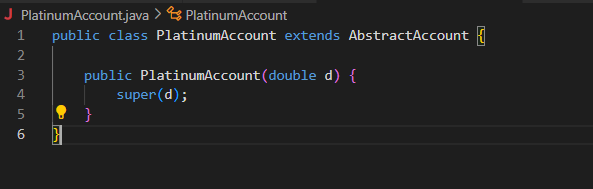 J PlatinumAccount.java > PlatinumAccount
1 public class PlatinumAccount extends AbstractAccount {
2
3     public PlatinumAccount(double d) {
4         super(d);
5     }
6 }